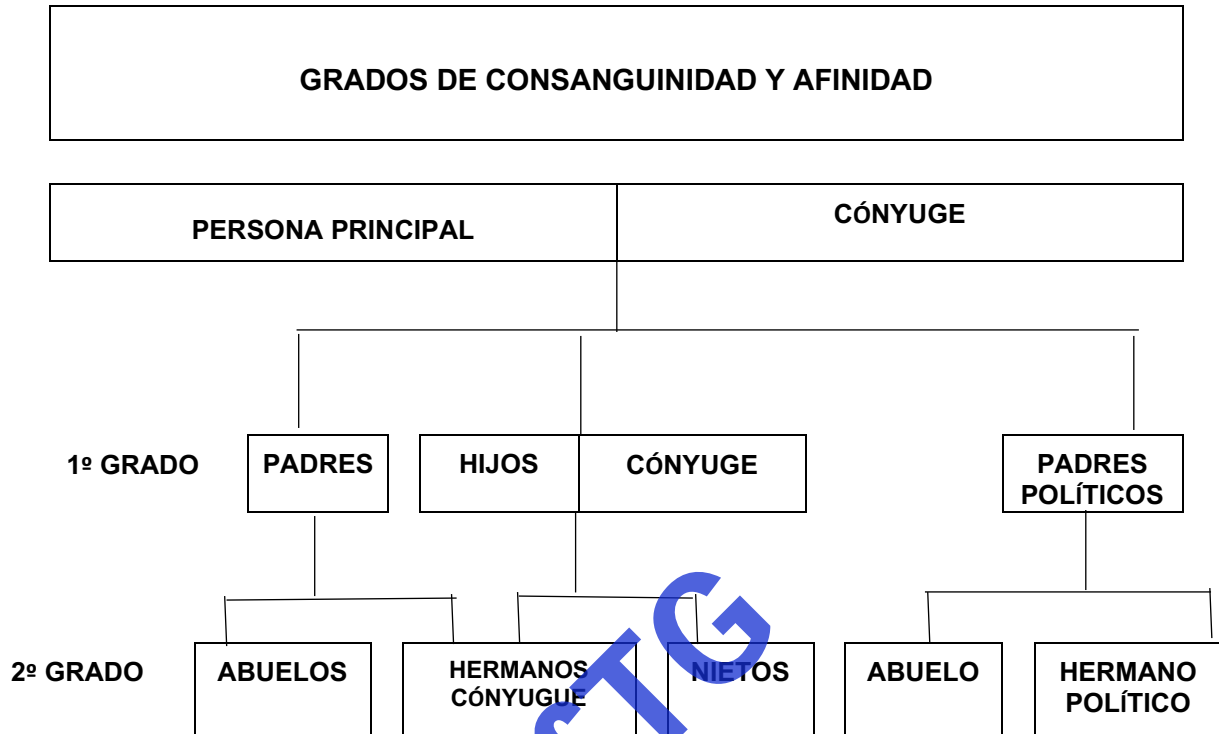 GRADOS DE CONSANGUINIDAD Y AFINIDAD
PERSONA PRINCIPAL
CÓNYUGE
1º GRADO
PADRES
HIJOS
CÓNYUGE
PADRES
POLÍTICOS
2º GRADO
ABUELOS
HERMANOS
CÓNYUGUE
NIETOS
ABUELO
HERMANO
POLÍTICO
STG